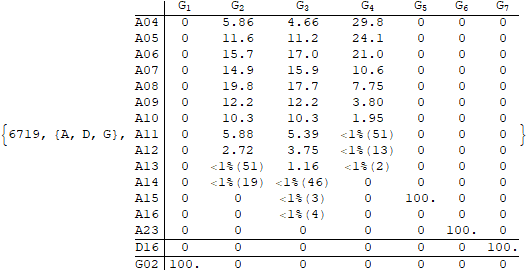 G1 G2 G3 G4 G5 G6 G7
A04 0 5.86 4.66 29.8 0 0 0
A05 0 11.6 11.2 24.1 0 0 0
A06 0 15.7 17.0 21.0 0 0 0
A07 0 14.9 15.9 10.6 0 0 0
A08 0 19.8 17.7 7.75 0 0 0
A09 0 12.2 12.2 3.80 0 0 0
A10 0 10.3 10.3 1.95 0 0 0
{6719, {A, D, G}, A11 0 5.88 5.39 <1%(51) 0 0 0 }
A12 0 2.72 3.75 <1%(13) 0 0 0
A13 0 <1%(51) 1.16 <1%(2) 0 0 0
A14 0 <1%(19) <1%(46) 0 0 0 0
A15 0 0 <1%(3) 0 100. 0 0
A16 0 0 <1%(4) 0 0 0 0
A23 0 0 0 0 0 100. 0
D16 0 0 0 0 0 0 100.
G02 100. 0 0 0 0 0 0